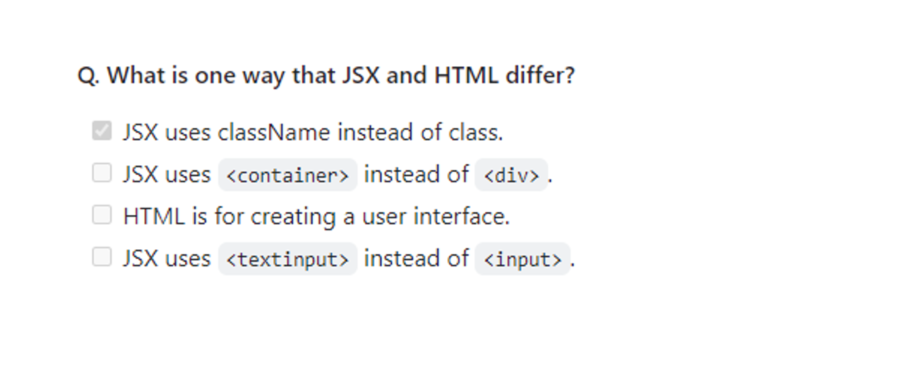 Q. What is one way that JSX and HTML differ?
JSX uses className instead of class.
JSX uses <container> instead of <div>.
HTML is for creating a user interface.
JSX uses <textinput> instead of <input>.